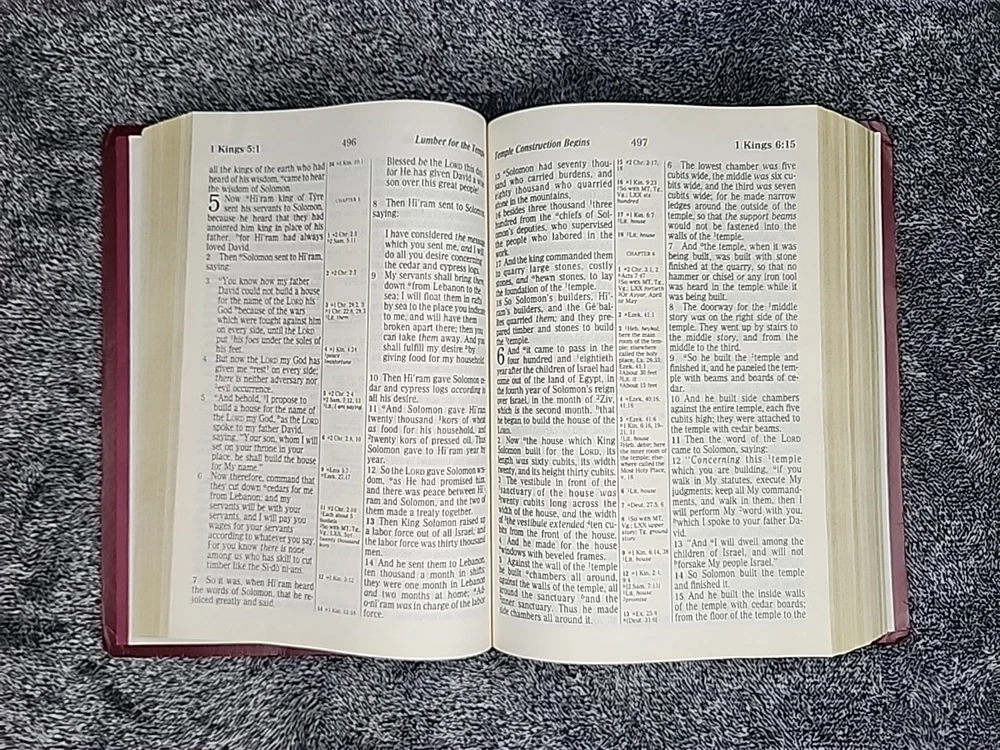 1 Kings 5:1
496
Lumber for the
all the kings of the earth who had
heard of his wisdom, came to hear
the wisdom of Solomon.
5 Now Hi'ram king of Tȳre
sent his servants to Solomon,
because he heard that they had
anointed him king in place of his
father, for Hi'ram had always
loved David.
2 Then Solomon sent to Hi'ram,
saying:
3 "You know how my father
David could not build a house
for the name of the LORD his
God because of the wars
which were fought against him
on every side, until the LORD
put his foes under the soles of
his feet.
4 But now the LORD my God has
given me rest on every side;
there is neither adversary nor
evil occurrence.
5 "And behold, I propose to
build a house for the name of
the LORD my God, as the LORD
spoke to my father David,
saying, "Your son, whom I will
set on your throne in your
place, he shall build the house
for My name."
6 Now therefore, command that
they cut down cedars for me
from Lebanon; and my
servants will be with your
servants, and I will pay you
wages for your servants
according to whatever you say.
For you know there is none
among us who has skill to cut
timber like the Si-dō'ni-ans.
7 So it was, when Hi'ram heard
the words of Solomon, that he re-
joiced greatly and said,
CHAPTER 5
Blessed be the LORD this day,
for He has given David a
son over this great people.
8 Then Hi'ram sent to Solomon,
saying:
I have considered the message
which you sent me, and I will
do all you desire concerning
the cedar and cypress logs.
9 My servants shall bring them
down from Lebanon to the
sea; I will float them in rafts
by sea to the place you indicate
to me, and will have them
broken apart there; then you
can take them away. And you
shall fulfill my desire by
giving food for my household.
10 Then Hi'ram gave Solomon ce-
dar and cypress logs according to
all his desire.
11 And Solomon gave Hi'ram
twenty thousand kors of wheat
as food for his household, and
twenty kors of pressed oil. Thus
Solomon gave to Hi'ram year by
year.
12 So the LORD gave Solomon wis-
dom, as He had promised him;
and there was peace between Hi'-
ram and Solomon, and the two of
them made a treaty together.
13 Then King Solomon raised up
a labor force out of all Israel; and
the labor force was thirty thousand
men.
14 And he sent them to Lebanon,
ten thousand a month in shifts:
they were one month in Lebanon
and two months at home; Ad-
o·nī'ram was in charge of the labor
force.
Temple Construction Begins
497
1 Kings 6:15
15 Solomon had seventy thou-
sand who carried burdens, and
eighty thousand who quarried
stone in the mountains,
16 besides three thousand three
hundred from the chiefs of Sol-
omon's deputies, who supervised
the people who labored in the
work.
17 And the king commanded them
to quarry large stones, costly
stones, and hewn stones, to lay
the foundation of the temple.
18 So Solomon's builders, Hi'-
ram's builders, and the Ge'bal-
ites quarried them; and they pre-
pared timber and stones to build
the temple.
6 And it came to pass in the
four hundred and eightieth
year after the children of Israel had
come out of the land of Egypt, in
the fourth year of Solomon's reign
over Israel, in the month of Ziv,
which is the second month, that
he began to build the house of the
LORD.
2 Now the house which King
Solomon built for the LORD, its
length was sixty cubits, its width
twenty, and its height thirty cubits.
3 The vestibule in front of the
sanctuary of the house was
twenty cubits long across the
width of the house, and the width
of the vestibule extended ten cu-
bits from the front of the house.
4 And he made for the house
windows with beveled frames.
5 Against the wall of the temple
he built chambers all around,
against the walls of the temple, all
around the sanctuary and the
inner sanctuary. Thus he made
side chambers all around it.
CHAPTER 6
6 The lowest chamber was five
cubits wide, the middle was six cu-
bits wide, and the third was seven
cubits wide; for he made narrow
ledges around the outside of the
temple, so that the support beams
would not be fastened into the
walls of the temple.
7 And the temple, when it was
being built, was built with stone
finished at the quarry, so that no
hammer or chisel or any iron tool
was heard in the temple while it
was being built.
8 The doorway for the middle
story was on the right side of the
temple. They went up by stairs to
the middle story, and from the
middle to the third.
9 So he built the temple and
finished it, and he paneled the tem-
ple with beams and boards of ce-
dar.
10 And he built side chambers
against the entire temple, each five
cubits high; they were attached to
the temple with cedar beams.
11 Then the word of the LORD
came to Solomon, saying:
12 "Concerning this temple
which you are building, if you
walk in My statutes, execute My
judgments, keep all My command-
ments, and walk in them, then I
will perform My word with you,
which I spoke to your father Da-
vid.
13 "And I will dwell among the
children of Israel, and will not
forsake My people Israel."
14 So Solomon built the temple
and finished it.
15 And he built the inside walls
of the temple with cedar boards;
from the floor of the temple to the